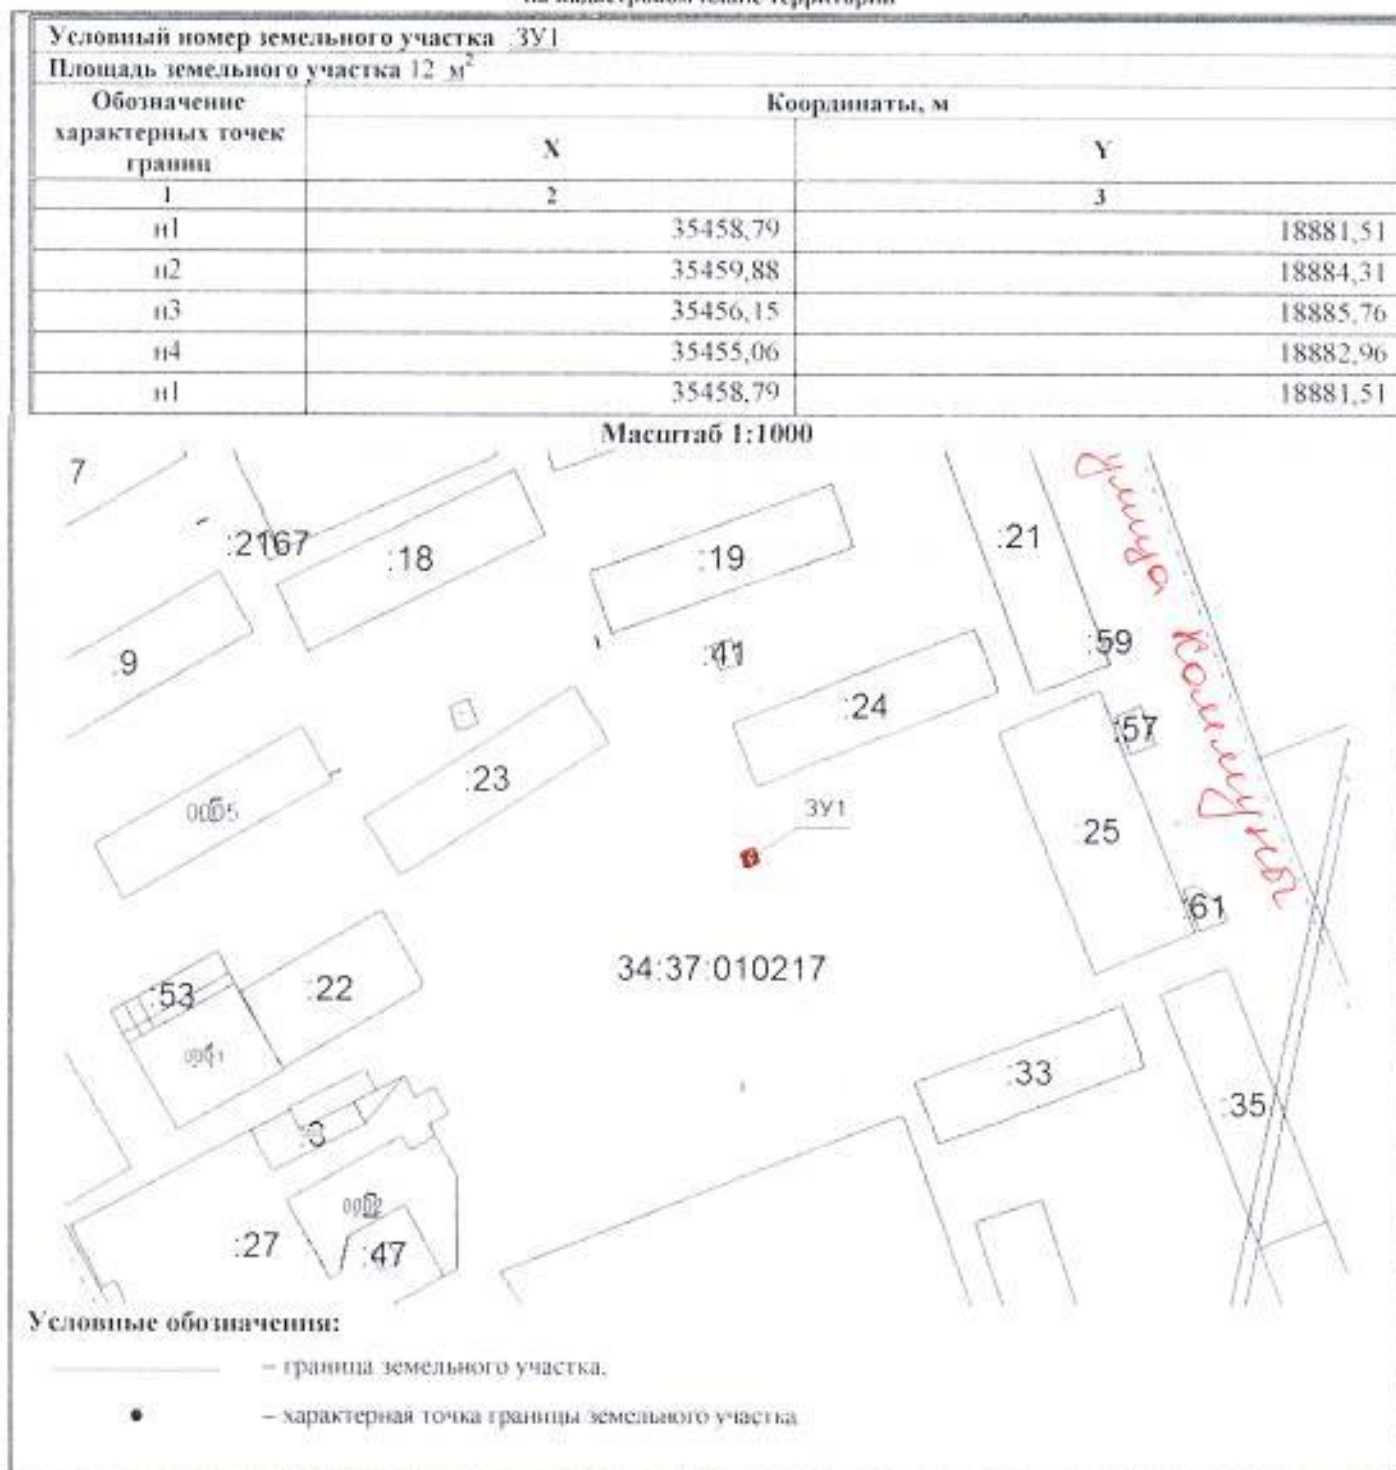 на кадастровом плане территории
Условный номер земельного участка :ЗУ1
Площадь земельного участка 12 м²
Обозначение характерных точек границ
Координаты, м
X
Y
1 2 3
н1 35458,79 18881,51
н2 35459,88 18884,31
н3 35456,15 18885,76
н4 35455,06 18882,96
н1 35458,79 18881,51
Масштаб 1:1000
7
:2167
:18
:19
:21
улица Коммуны
:9
:41
:59
:24
:57
:23
ЗУ1
:25
:61
34:37:010217
:53
:22
:33
:35
:27
:47
Условные обозначения:
– граница земельного участка.
– характерная точка границы земельного участка